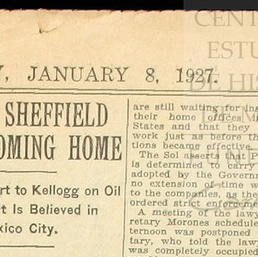 Y, JANUARY 8, 1927.
SHEFFIELD
OMING HOME
rt to Kellogg on Oil
t Is Believed in
xico City.
are still waiting for ins
their home offices in
States and that they
work just as before th
tions became effective.
The Sol asserts that P
is determined to carry
adopted by the Governm
no extension of time w
to the companies, as the
ordered strict enforcem
A meeting of the law
retary Morones schedule
ternoon was postponed
tary, who told the law
was completely occupied
CENT
ESTU
DE HIS